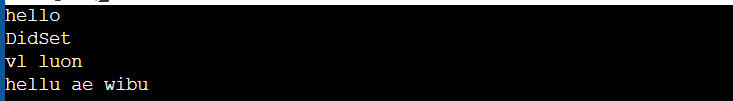 hello
DidSet
vl luon
hellu ae wibu